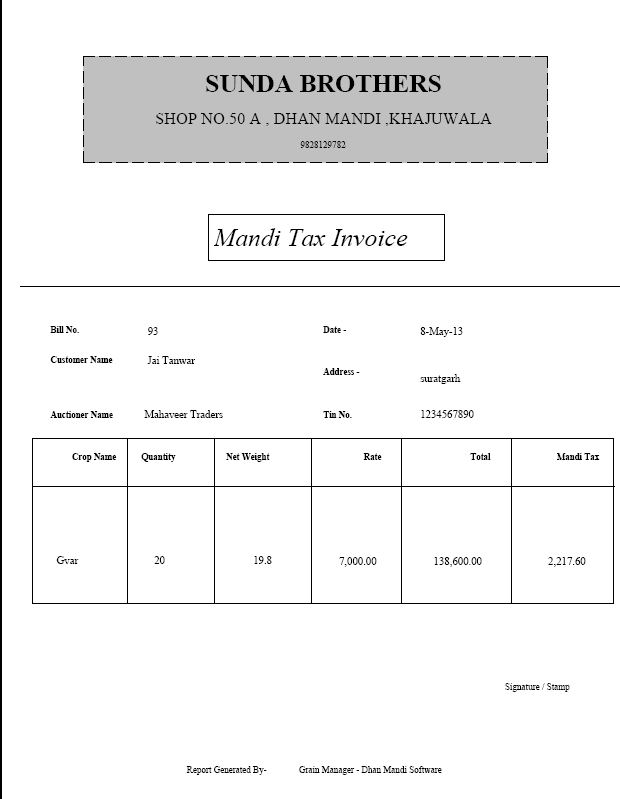 SUNDA BROTHERS
SHOP NO.50 A , DHAN MANDI ,KHAJUWALA
9828129782
Mandi Tax Invoice
Bill No. 93 Date - 8-May-13
Customer Name Jai Tanwar
Address - suratgarh
Auctioner Name Mahaveer Traders Tin No. 1234567890
Crop Name Quantity Net Weight Rate Total Mandi Tax
Gvar 20 19.8 7,000.00 138,600.00 2,217.60
Signature / Stamp
Report Generated By- Grain Manager - Dhan Mandi Software